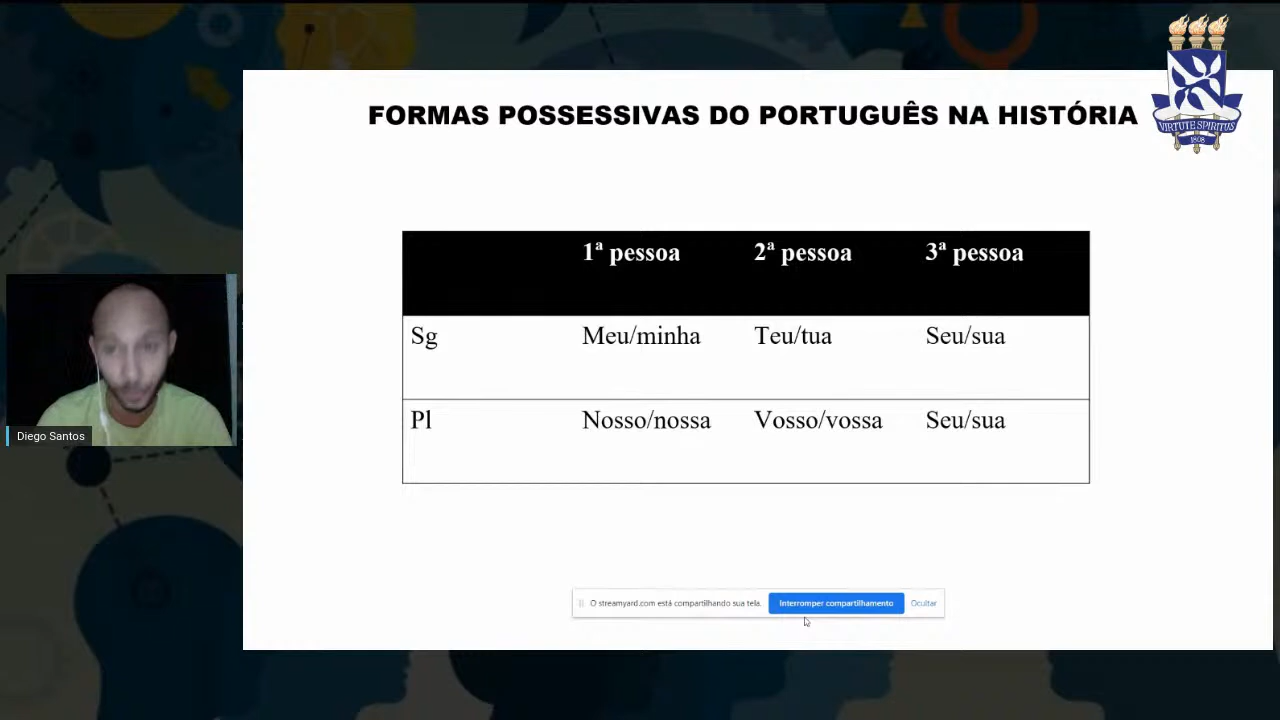 FORMAS POSSESSIVAS DO PORTUGUÊS NA HISTÓRIA
VIRTUTE SPIRITUS
1808
1ª pessoa 2ª pessoa 3ª pessoa
Sg Meu/minha Teu/tua Seu/sua
Pl Nosso/nossa Vosso/vossa Seu/sua
Diego Santos
O streamyard.com está compartilhando sua tela. Interromper compartilhamento Ocultar